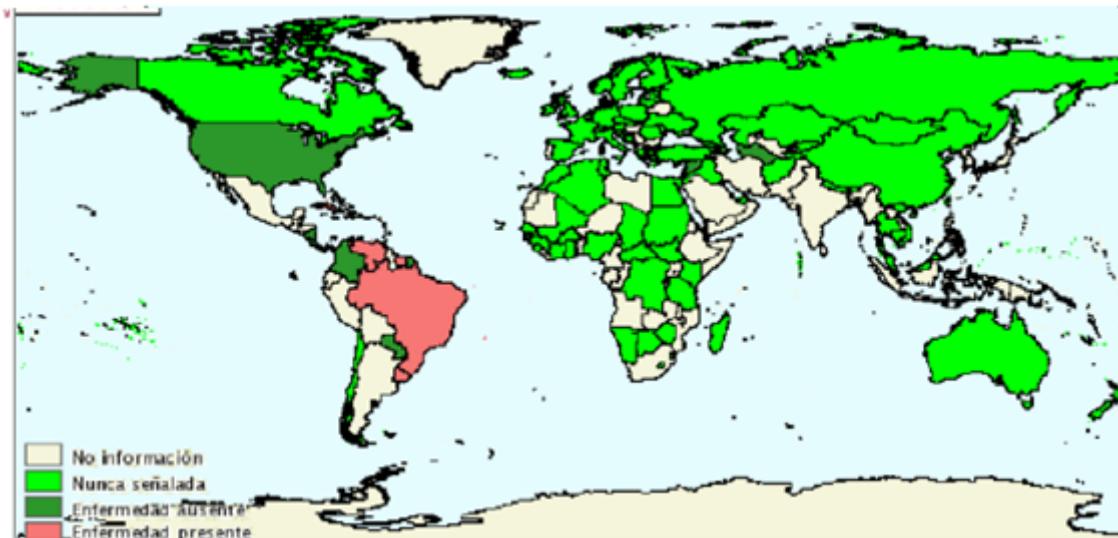 No información
Nunca señalada
Enfermedad ausente
Enfermedad presente